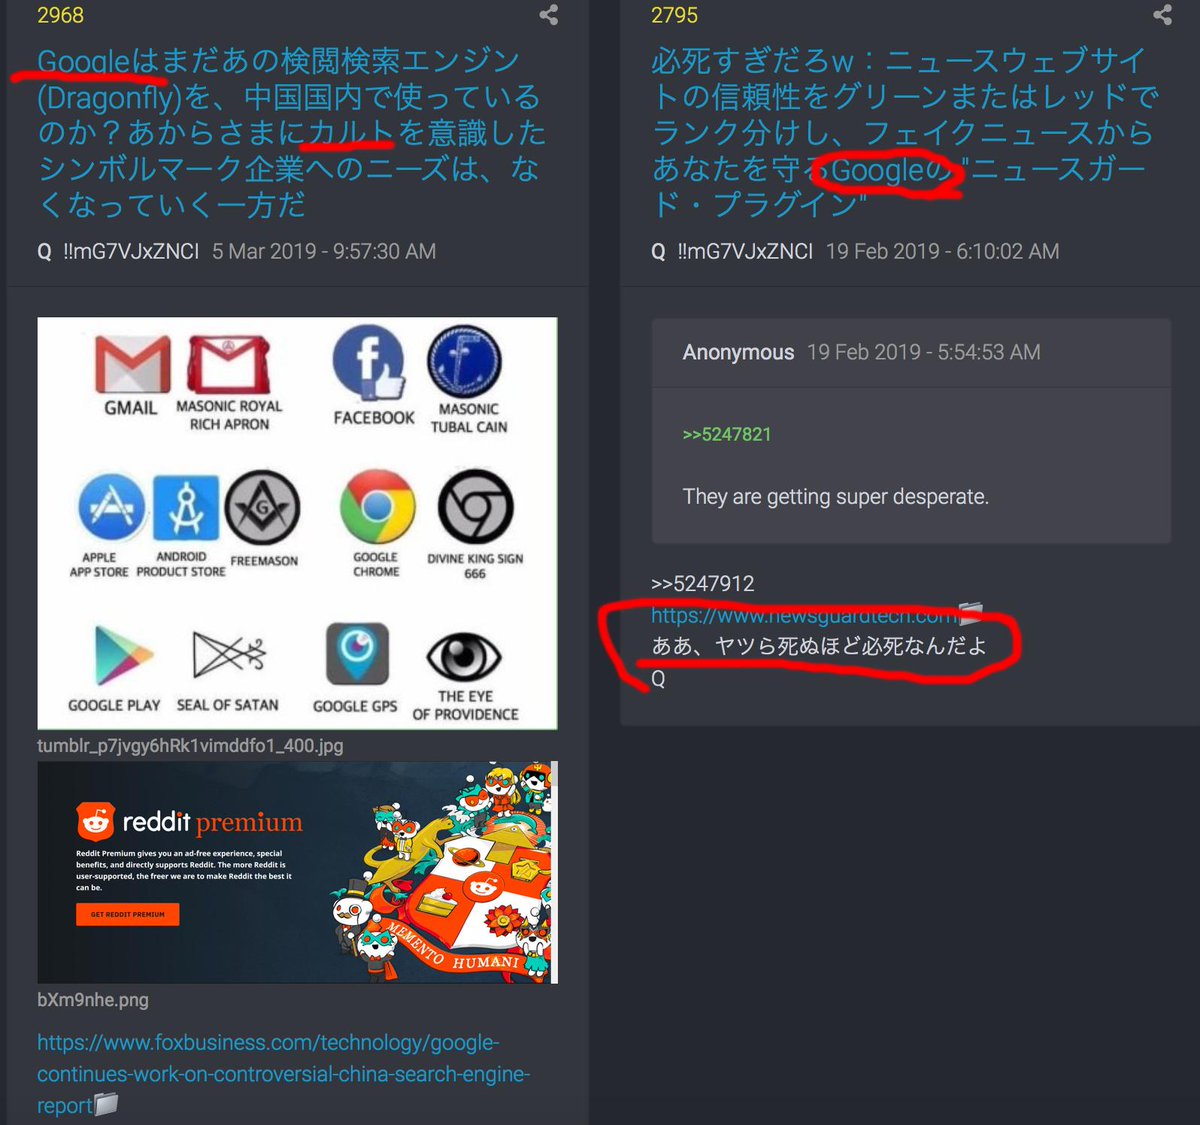 2968
Googleはまだあの検閲検索エンジン
(Dragonfly)を、中国国内で使っている
のか？あからさまにカルトを意識した
シンボルマーク企業へのニーズは、な
くなっていく一方だ
Q !!mG7VJxZNCI 5 Mar 2019 - 9:57:30 AM
GMAIL
MASONIC ROYAL
RICH APRON
FACEBOOK
MASONIC
TUBAL CAIN
APPLE
APP STORE
ANDROID
PRODUCT STORE
G
FREEMASON
GOOGLE
CHROME
DIVINE KING SIGN
666
GOOGLE PLAY
SEAL OF SATAN
GOOGLE GPS
THE EYE
OF PROVIDENCE
tumblr_p7jvgy6hRk1vimddfo1_400.jpg
reddit premium
Reddit Premium gives you an ad-free experience, special
benefits, and directly supports Reddit. The more Reddit is
user-supported, the freer we are to make Reddit the best it
can be.
GET REDDIT PREMIUM
MEMENTO HUMANI
bXm9nhe.png
https://www.foxbusiness.com/technology/google-
continues-work-on-controversial-china-search-engine-
report
2795
必死すぎだろw：ニュースウェブサイ
トの信頼性をグリーンまたはレッドで
ランク分けし、フェイクニュースから
あなたを守るGoogleの"ニュースガー
ド・プラグイン"
Q !!mG7VJxZNCI 19 Feb 2019 - 6:10:02 AM
Anonymous 19 Feb 2019 - 5:54:53 AM
>>5247821
They are getting super desperate.
>>5247912
https://www.newsguardtech.com
ああ、ヤツら死ぬほど必死なんだよ
Q